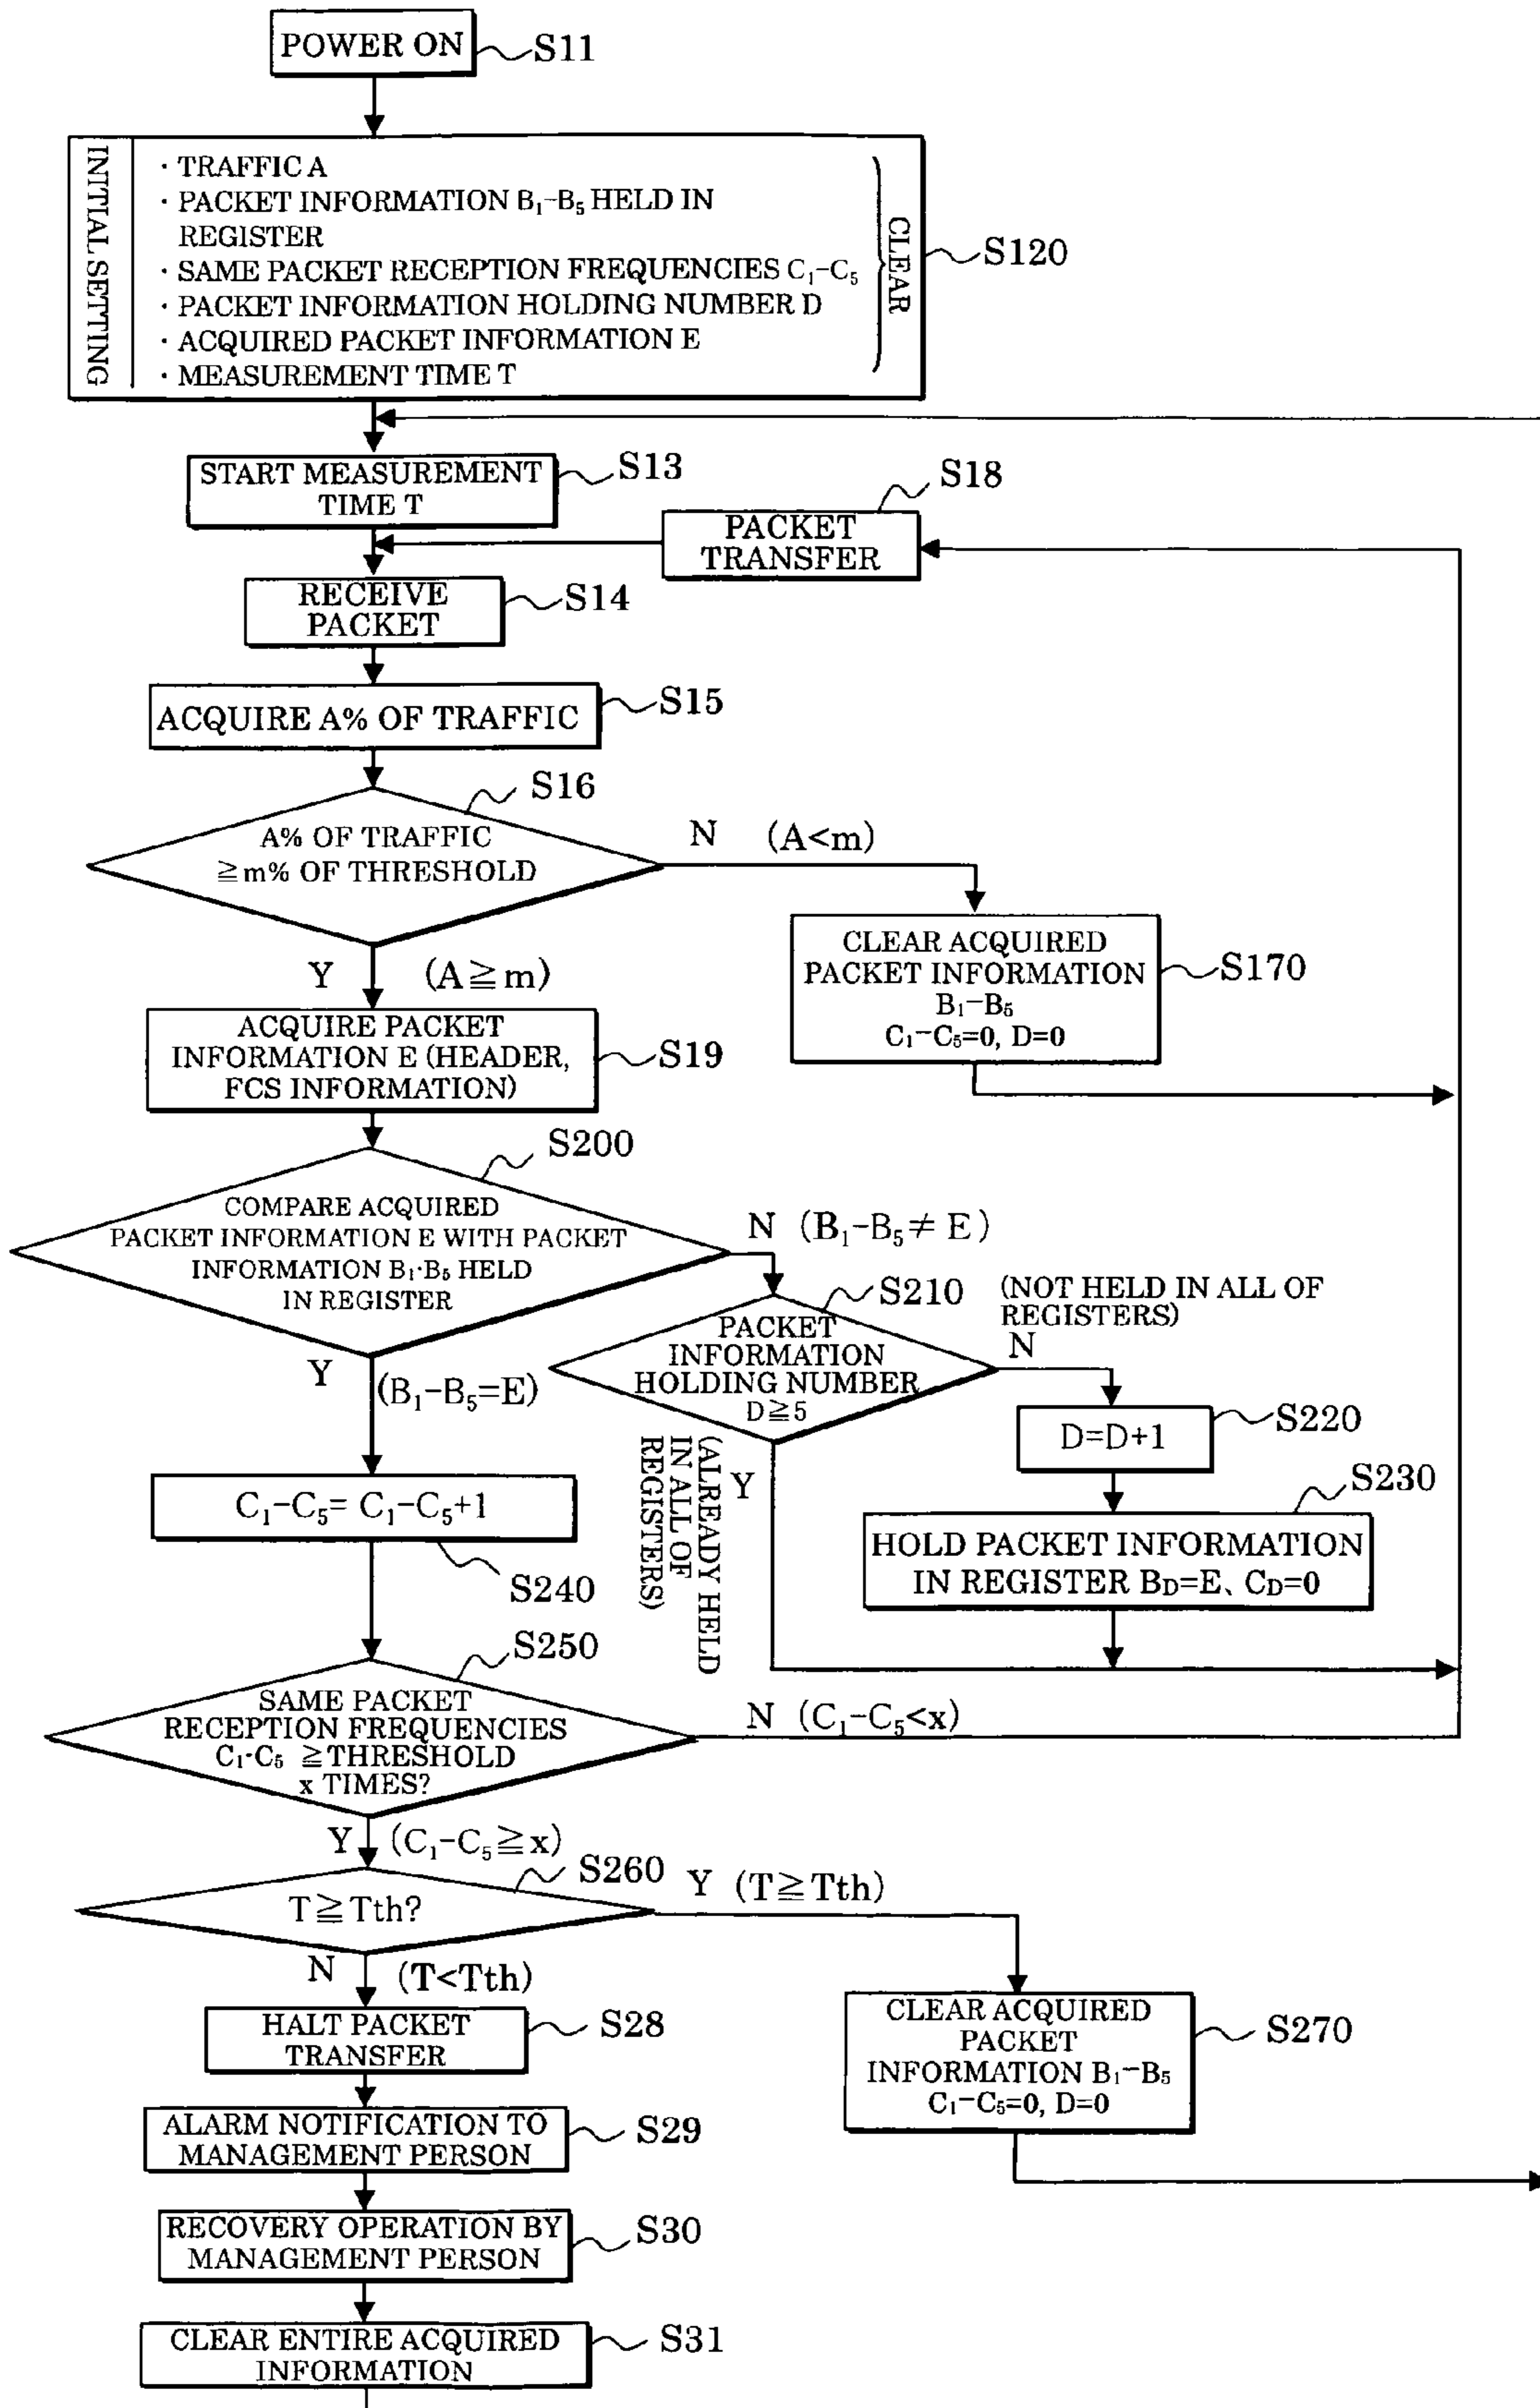 POWER ON
S11
INITIAL SETTING
· TRAFFIC A
· PACKET INFORMATION B₁-B₅ HELD IN
REGISTER
· SAME PACKET RECEPTION FREQUENCIES C₁-C₅
· PACKET INFORMATION HOLDING NUMBER D
· ACQUIRED PACKET INFORMATION E
· MEASUREMENT TIME T
CLEAR
S120
START MEASUREMENT
TIME T
S13
S18
PACKET
TRANSFER
RECEIVE
PACKET
S14
ACQUIRE A% OF TRAFFIC
S15
S16
A% OF TRAFFIC
≧m% OF THRESHOLD
N (A<m)
CLEAR ACQUIRED
PACKET INFORMATION
B₁-B₅
C₁-C₅=0, D=0
S170
Y (A≧m)
ACQUIRE PACKET
INFORMATION E (HEADER,
FCS INFORMATION)
S19
S200
COMPARE ACQUIRED
PACKET INFORMATION E WITH PACKET
INFORMATION B₁·B₅ HELD
IN REGISTER
N (B₁-B₅≠ E)
S210
PACKET
INFORMATION
HOLDING NUMBER
D≧5
(NOT HELD IN ALL OF
REGISTERS)
N
Y
(B₁-B₅=E)
S220
D=D+1
(ALREADY HELD
IN ALL OF
REGISTERS)
Y
S230
HOLD PACKET INFORMATION
IN REGISTER BD=E、CD=0
C₁-C₅= C₁-C₅+1
S240
S250
SAME PACKET
RECEPTION FREQUENCIES
C₁·C₅ ≧THRESHOLD
x TIMES?
N (C₁-C₅<x)
Y (C₁-C₅≧x)
S260
T≧Tth?
Y (T≧Tth)
N (T<Tth)
HALT PACKET
TRANSFER
S28
CLEAR ACQUIRED
PACKET
INFORMATION B₁-B₅
C₁-C₅=0, D=0
S270
ALARM NOTIFICATION TO
MANAGEMENT PERSON
S29
RECOVERY OPERATION BY
MANAGEMENT PERSON
S30
CLEAR ENTIRE ACQUIRED
INFORMATION
S31